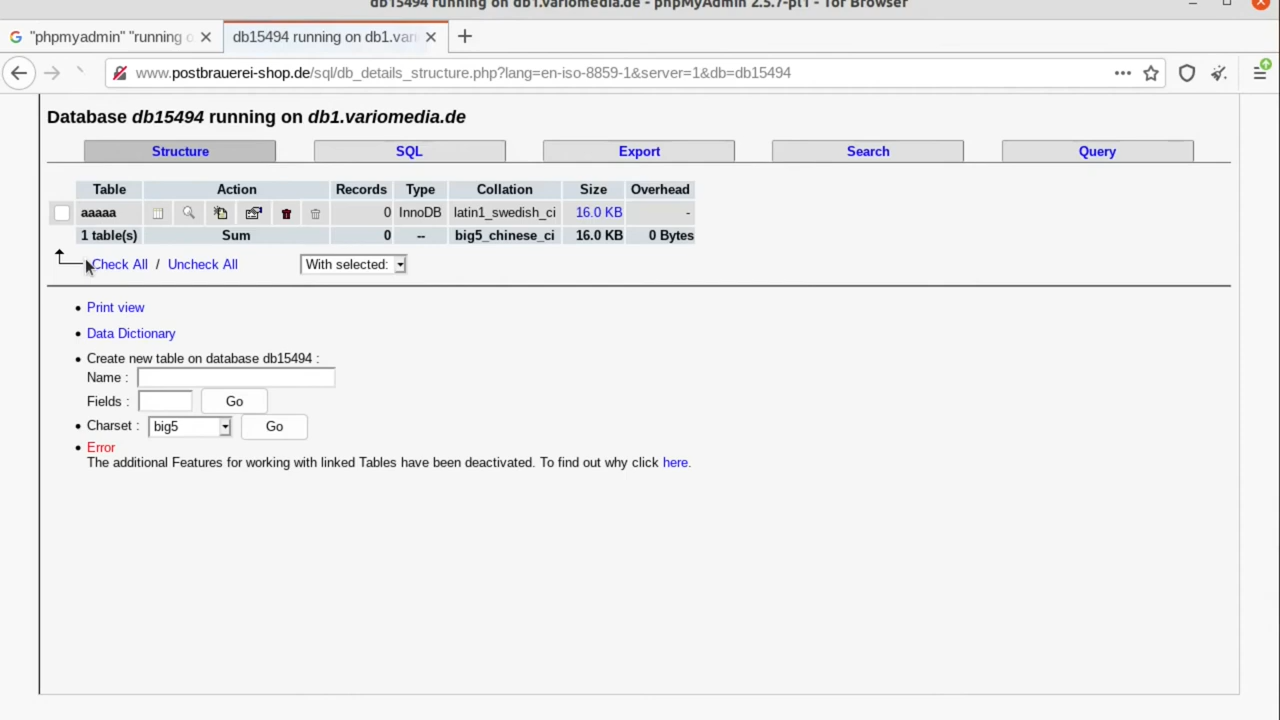 db15494 running on db1.variomedia.de - phpMyAdmin 2.5.7-pl1 - Tor Browser
"phpmyadmin" "running o
db15494 running on db1.vari
www.postbrauerei-shop.de/sql/db_details_structure.php?lang=en-iso-8859-1&server=1&db=db15494
Database db15494 running on db1.variomedia.de
Structure SQL Export Search Query
Table Action Records Type Collation Size Overhead
aaaaa 0 InnoDB latin1_swedish_ci 16.0 KB -
1 table(s) Sum 0 -- big5_chinese_ci 16.0 KB 0 Bytes
Check All / Uncheck All With selected:
Print view
Data Dictionary
Create new table on database db15494 :
Name :
Fields : Go
Charset : big5 Go
Error
The additional Features for working with linked Tables have been deactivated. To find out why click here.